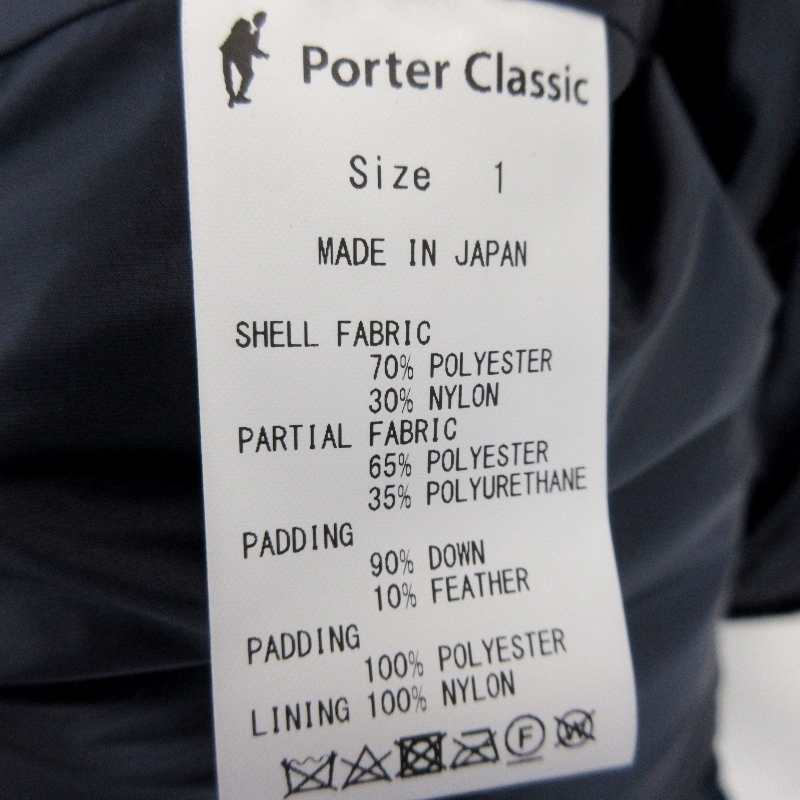 Porter Classic
Size 1
MADE IN JAPAN
SHELL FABRIC
70% POLYESTER
30% NYLON
PARTIAL FABRIC
65% POLYESTER
35% POLYURETHANE
PADDING
90% DOWN
10% FEATHER
PADDING
100% POLYESTER
LINING 100% NYLON
F W